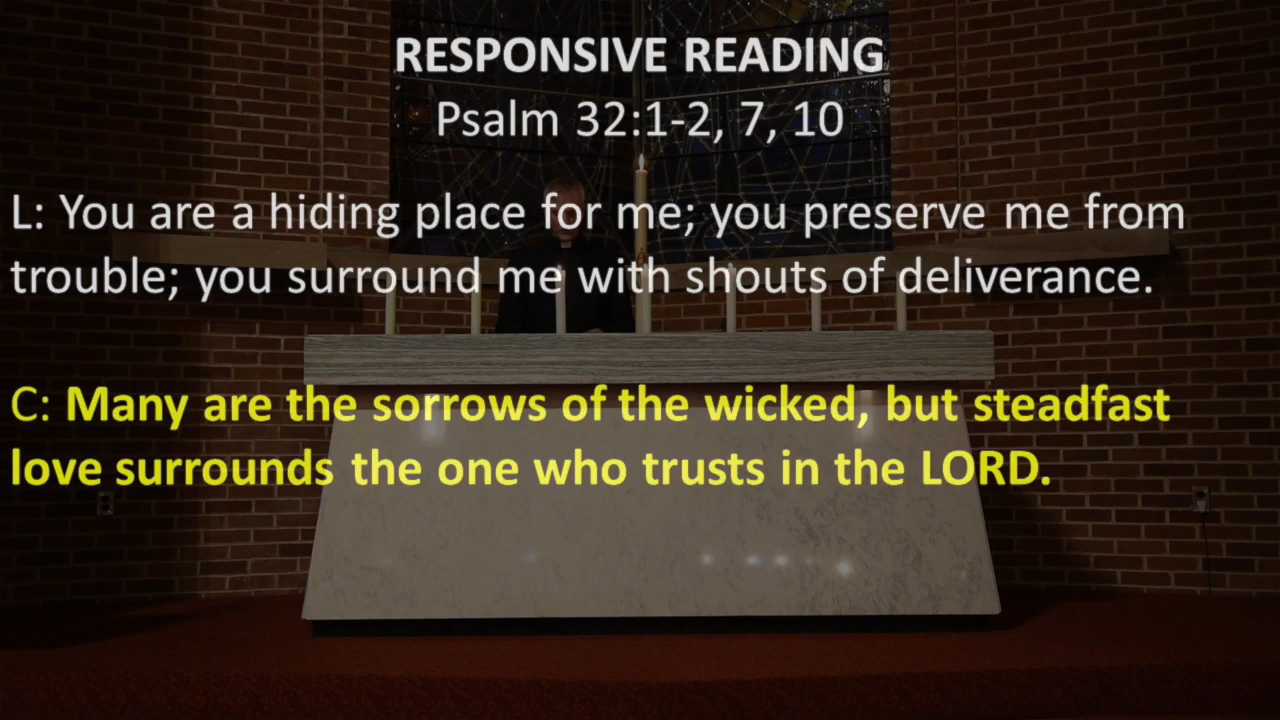 RESPONSIVE READING
Psalm 32:1-2, 7, 10
L: You are a hiding place for me; you preserve me from
trouble; you surround me with shouts of deliverance.
C: Many are the sorrows of the wicked, but steadfast
love surrounds the one who trusts in the LORD.